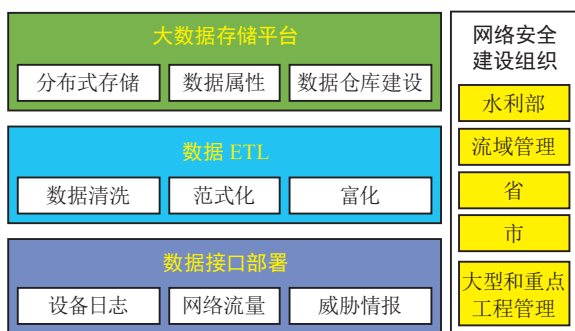 大数据存储平台
分布式存储
数据属性
数据仓库建设
数据 ETL
数据清洗
范式化
富化
数据接口部署
设备日志
网络流量
威胁情报
网络安全
建设组织
水利部
流域管理
省
市
大型和重点
工程管理